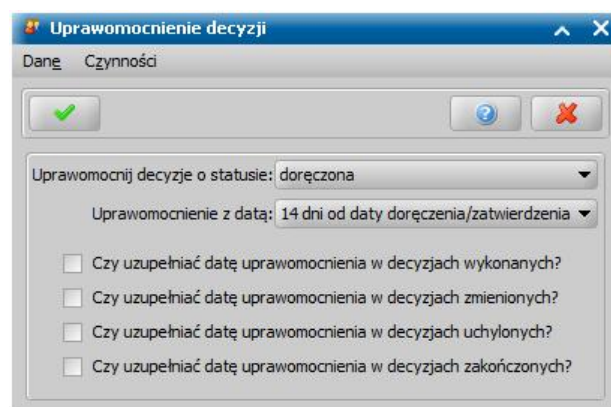 Uprawomocnienie decyzji
Dane Czynności
Uprawomocnij decyzje o statusie: doręczona
Uprawomocnienie z datą: 14 dni od daty doręczenia/zatwierdzenia
Czy uzupełniać datę uprawomocnienia w decyzjach wykonanych?
Czy uzupełniać datę uprawomocnienia w decyzjach zmienionych?
Czy uzupełniać datę uprawomocnienia w decyzjach uchylonych?
Czy uzupełniać datę uprawomocnienia w decyzjach zakończonych?